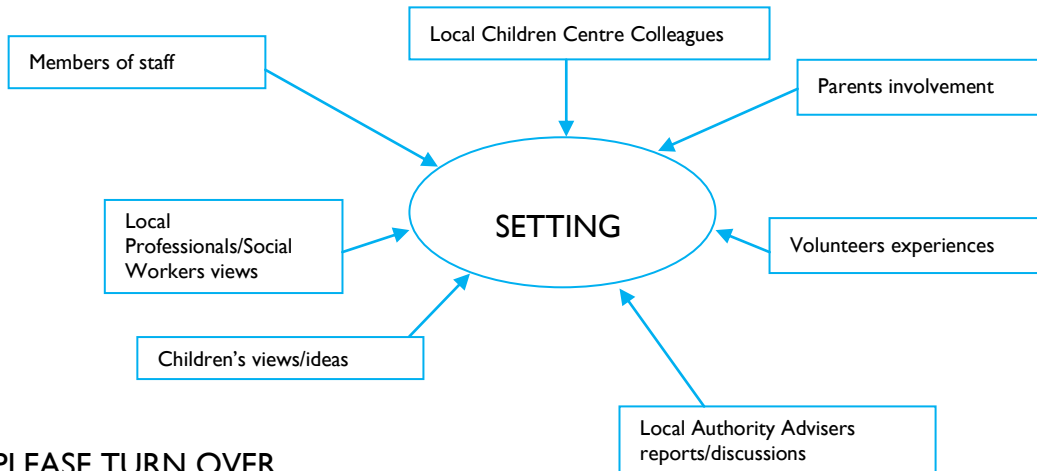 Local Children Centre Colleagues
Members of staff
Parents involvement
SETTING
Local
Professionals/Social
Workers views
Volunteers experiences
Children’s views/ideas
Local Authority Advisers
reports/discussions
PLEASE TURN OVER